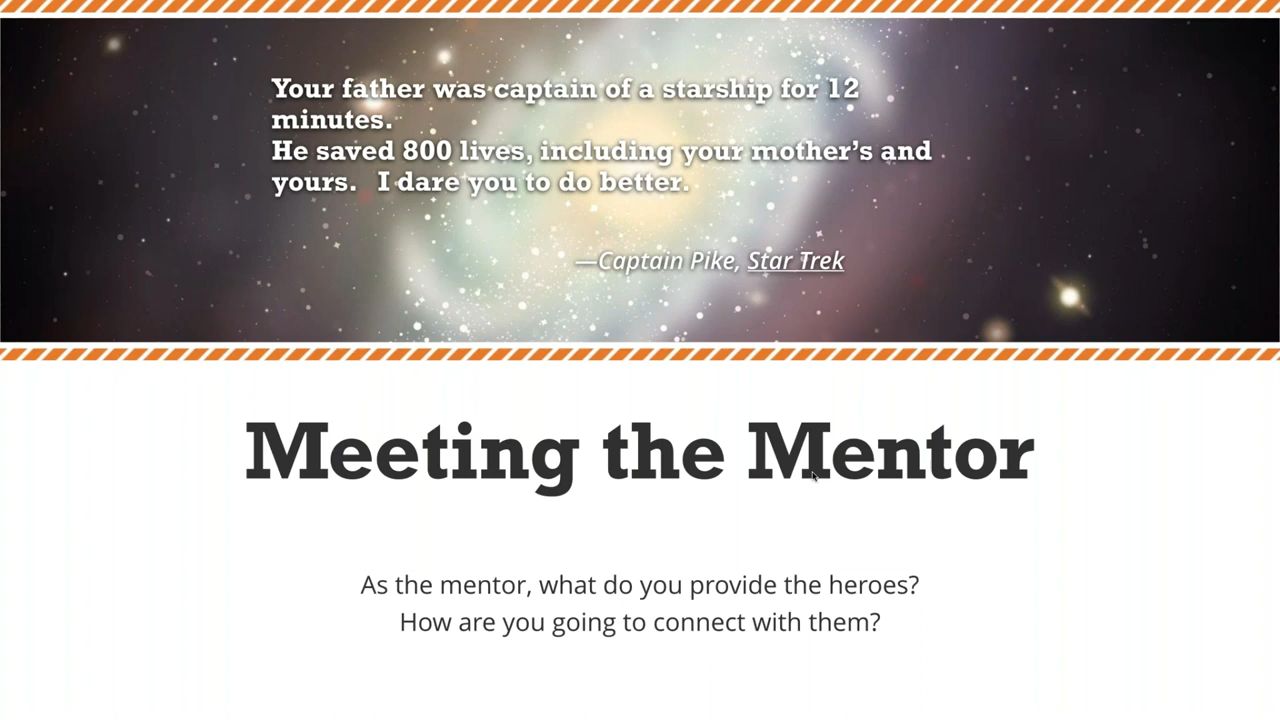 Your father was captain of a starship for 12
minutes.
He saved 800 lives, including your mother’s and
yours.   I dare you to do better.
—Captain Pike, Star Trek
Meeting the Mentor
As the mentor, what do you provide the heroes?
How are you going to connect with them?